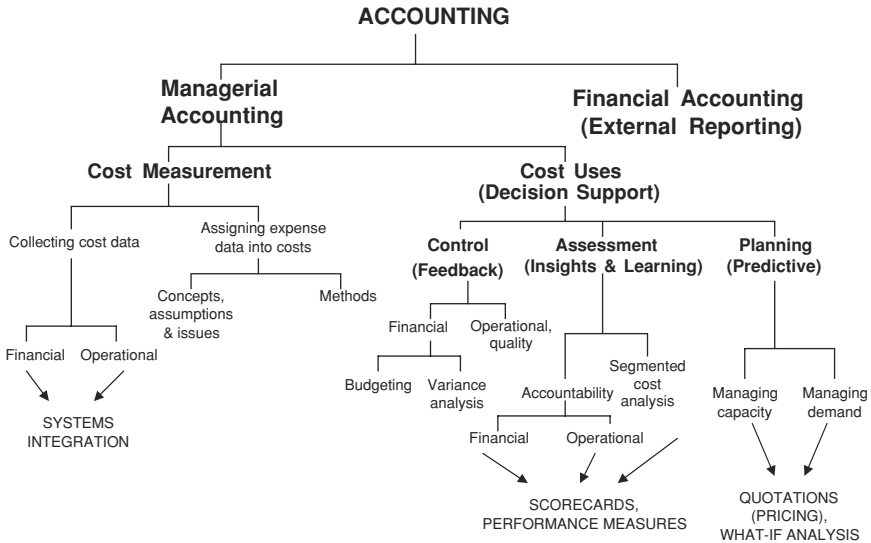 ACCOUNTING
Managerial
Accounting
Financial Accounting
(External Reporting)
Cost Measurement
Cost Uses
(Decision Support)
Collecting cost data
Assigning expense
data into costs
Control
(Feedback)
Assessment
(Insights & Learning)
Planning
(Predictive)
Concepts,
assumptions
& issues
Methods
Financial
Operational,
quality
Financial
Operational
Budgeting
Variance
analysis
Accountability
Segmented
cost
analysis
Managing
capacity
Managing
demand
SYSTEMS
INTEGRATION
Financial
Operational
SCORECARDS,
PERFORMANCE MEASURES
QUOTATIONS
(PRICING),
WHAT-IF ANALYSIS